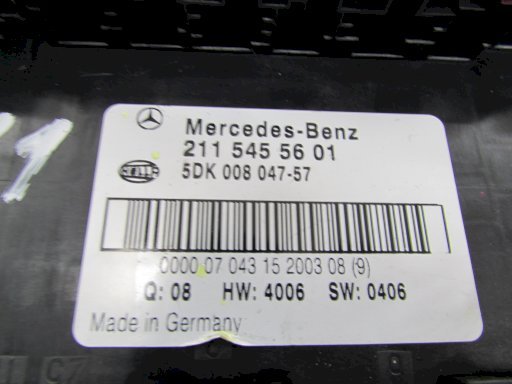 Mercedes-Benz
211 545 56 01
5DK 008 047-57
0000 07 043 15 2003 08 (9)
Q: 08 HW: 4006 SW: 0406
Made in Germany